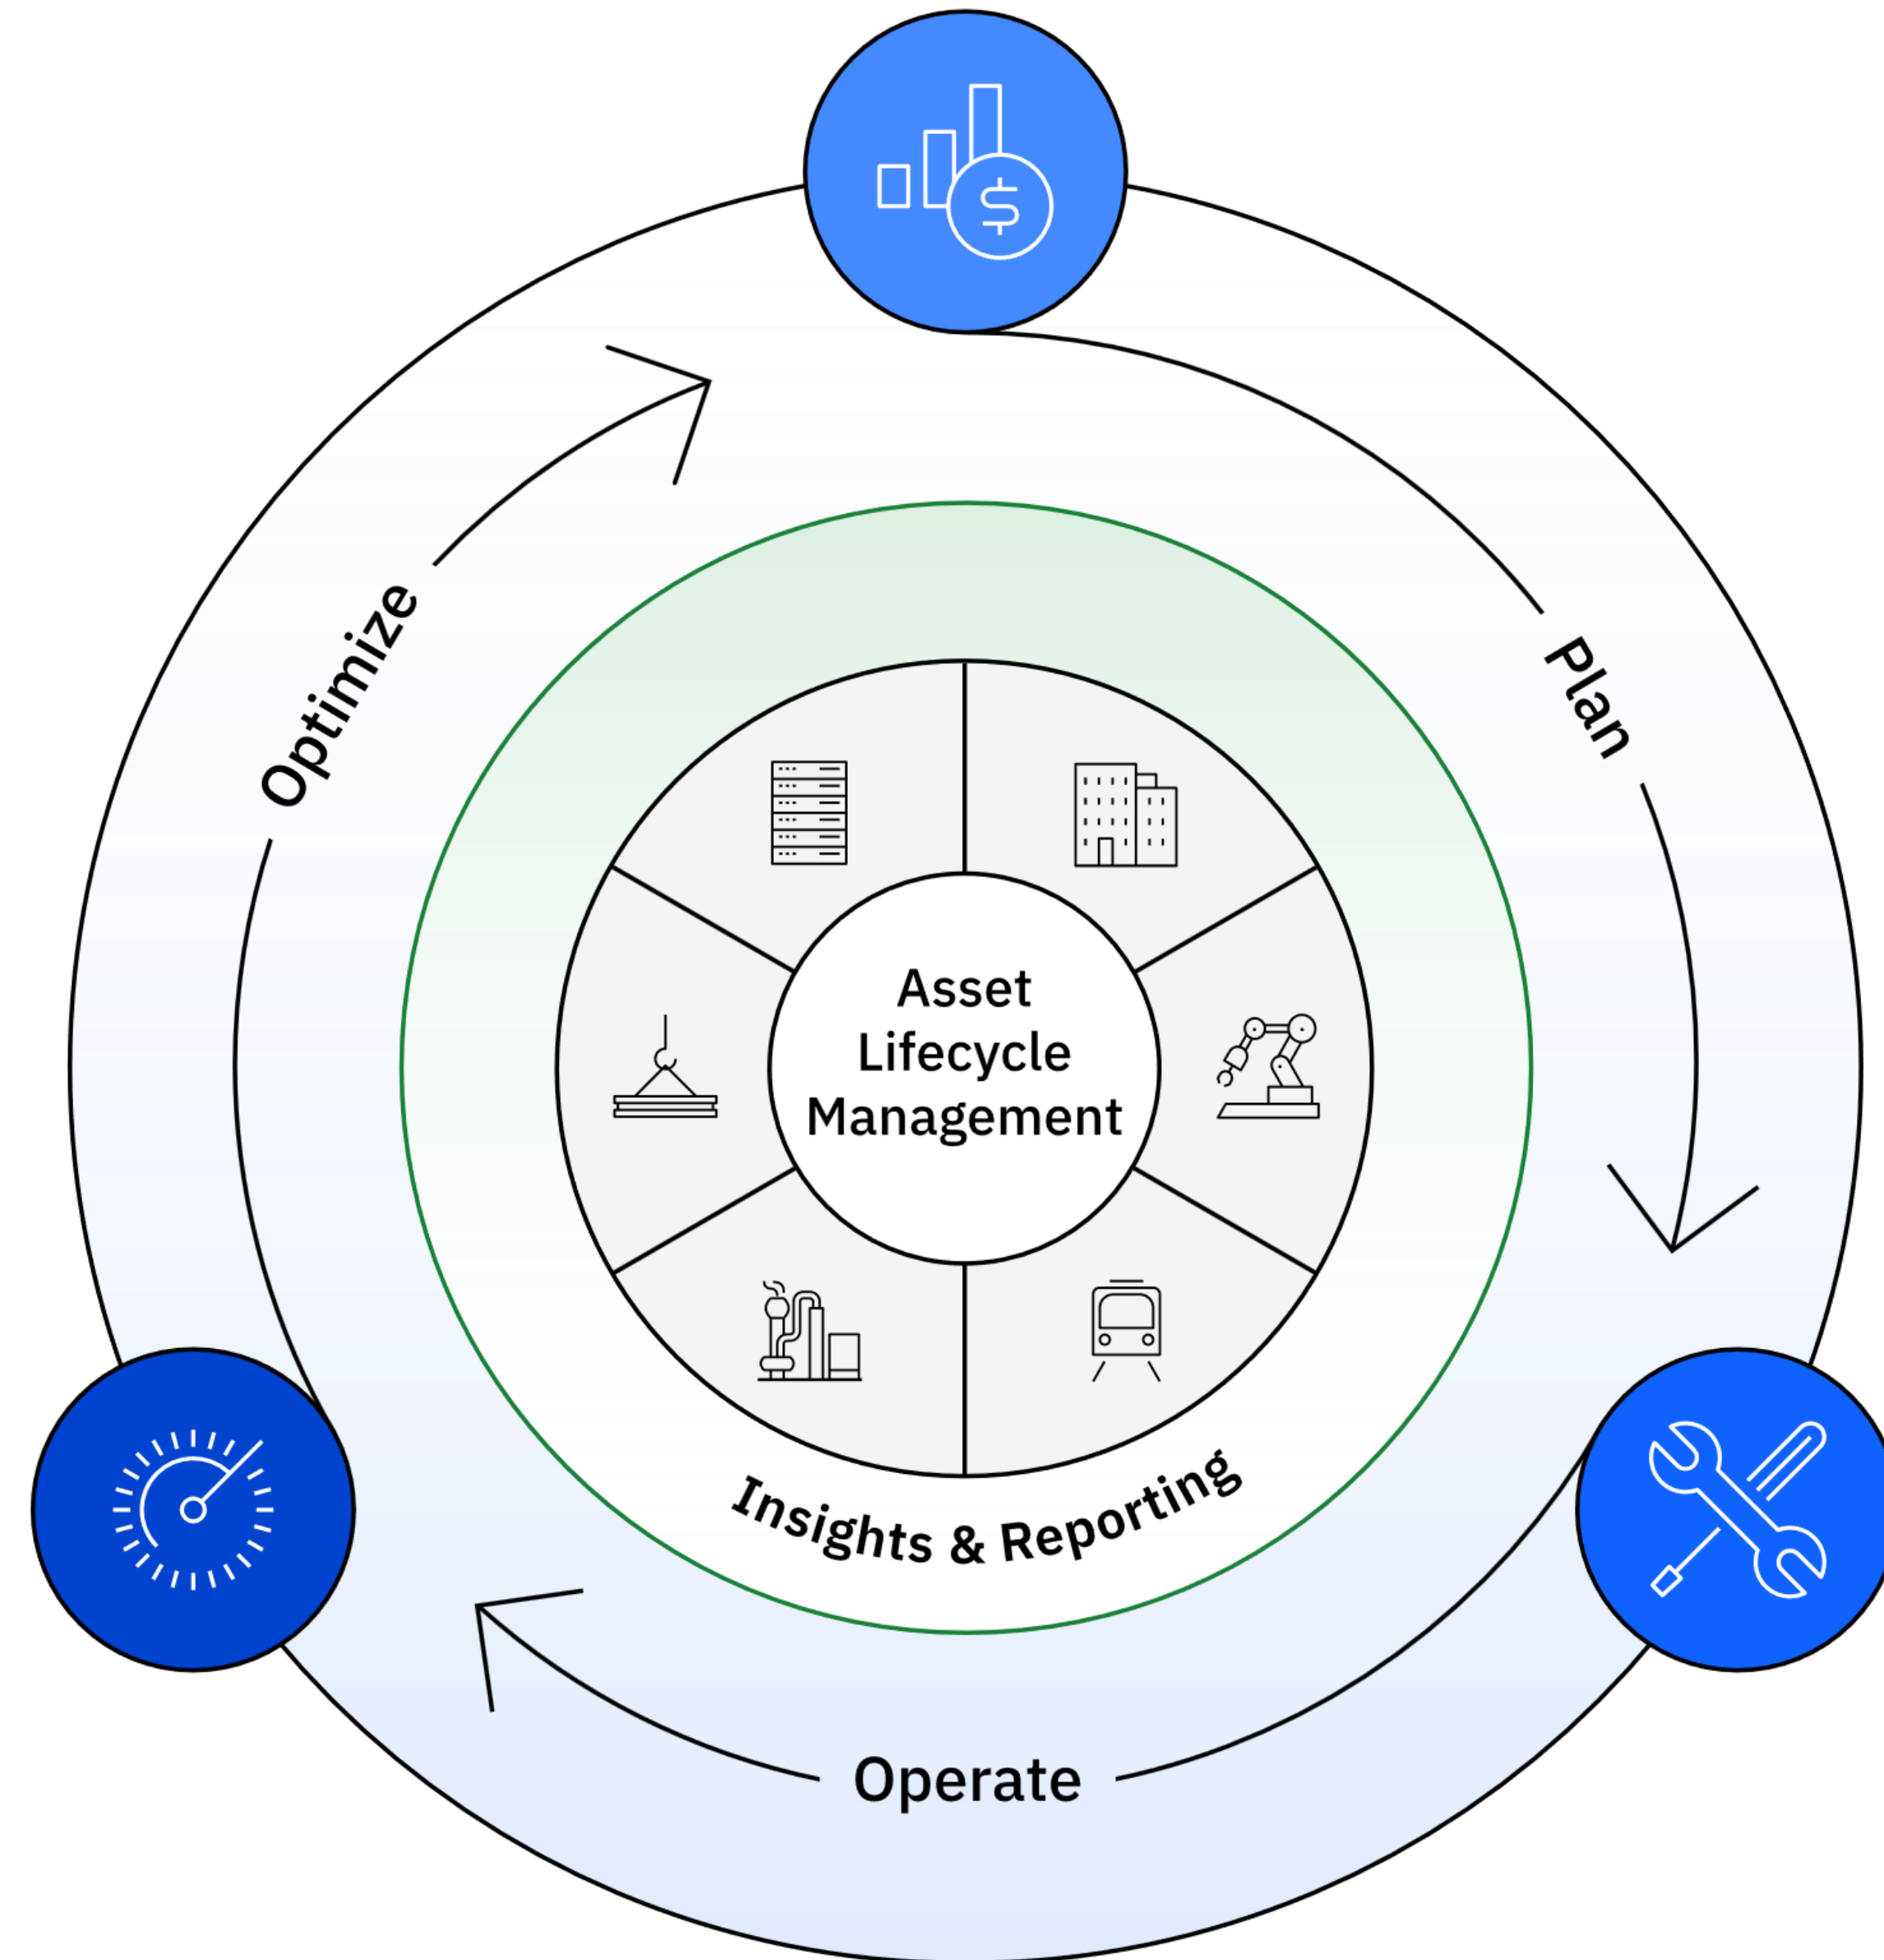 Optimize
Plan
Asset
Lifecycle
Management
Insights & Reporting
Operate
$